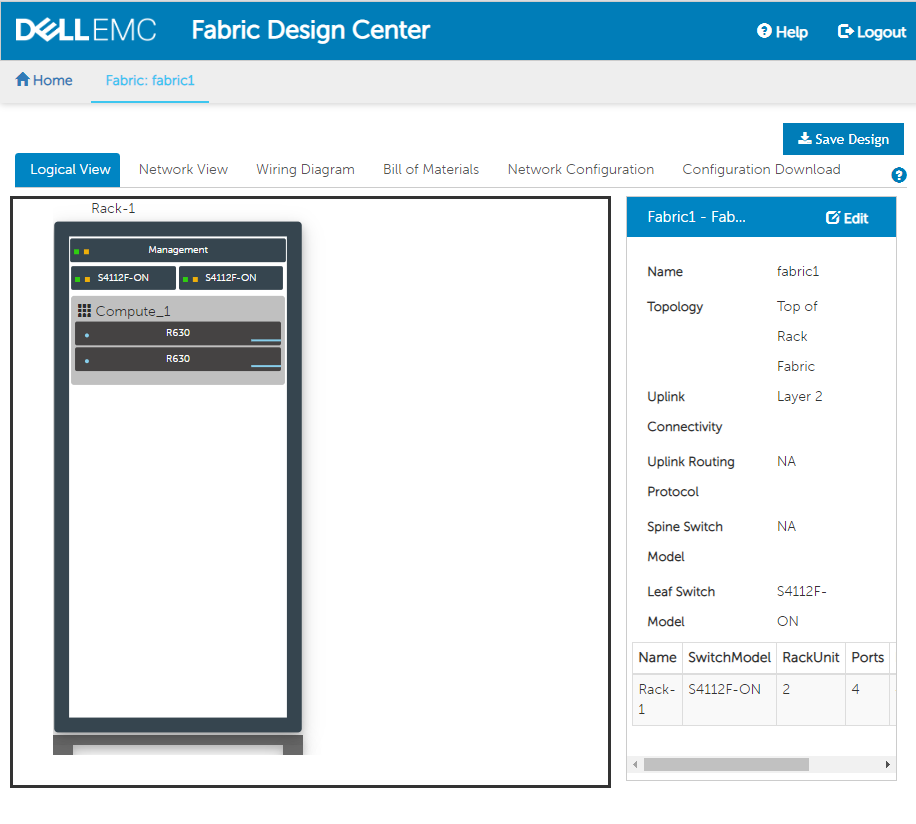 DELLEMC Fabric Design Center
Help Logout
Home Fabric: fabric1
Save Design
Logical View Network View Wiring Diagram Bill of Materials Network Configuration Configuration Download
Rack-1
Management
S4112F-ON S4112F-ON
Compute_1
R630
R630
Fabric1 - Fab... Edit
Name fabric1
Topology Top of
Rack
Fabric
Uplink Layer 2
Connectivity
Uplink Routing NA
Protocol
Spine Switch NA
Model
Leaf Switch S4112F-
Model ON
Name SwitchModel RackUnit Ports
Rack- S4112F-ON 2 4
1